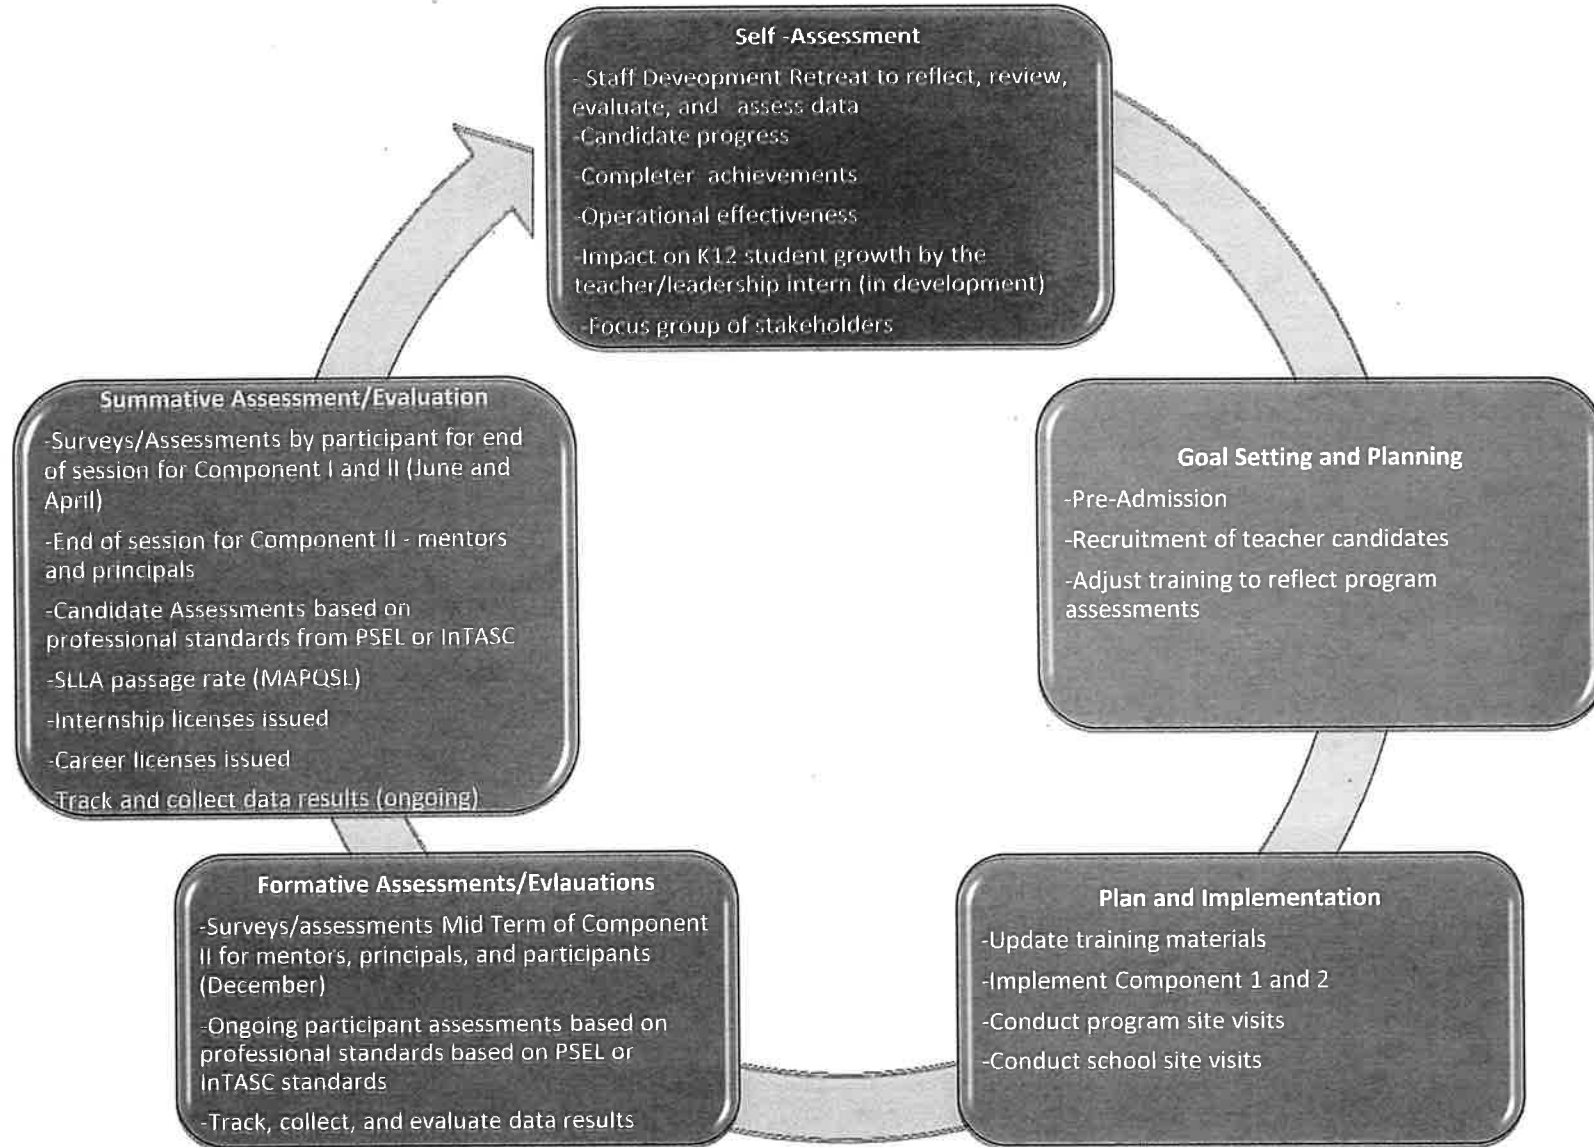 Self -Assessment
- Staff Deveopment Retreat to reflect, review,
evaluate, and assess data
-Candidate progress
-Completer achievements
-Operational effectiveness
-Impact on K12 student growth by the
teacher/leadership intern (in development)
-Focus group of stakeholders
Goal Setting and Planning
-Pre-Admission
-Recruitment of teacher candidates
-Adjust training to reflect program
assessments
Plan and Implementation
-Update training materials
-Implement Component 1 and 2
-Conduct program site visits
-Conduct school site visits
Formative Assessments/Evlauations
-Surveys/assessments Mid Term of Component
II for mentors, principals, and participants
(December)
-Ongoing participant assessments based on
professional standards based on PSEL or
InTASC standards
-Track, collect, and evaluate data results
Summative Assessment/Evaluation
-Surveys/Assessments by participant for end
of session for Component I and II (June and
April)
-End of session for Component II - mentors
and principals
-Candidate Assessments based on
professional standards from PSEL or InTASC
-SLLA passage rate (MAPQSL)
-Internship licenses issued
-Career licenses issued
-Track and collect data results (ongoing)